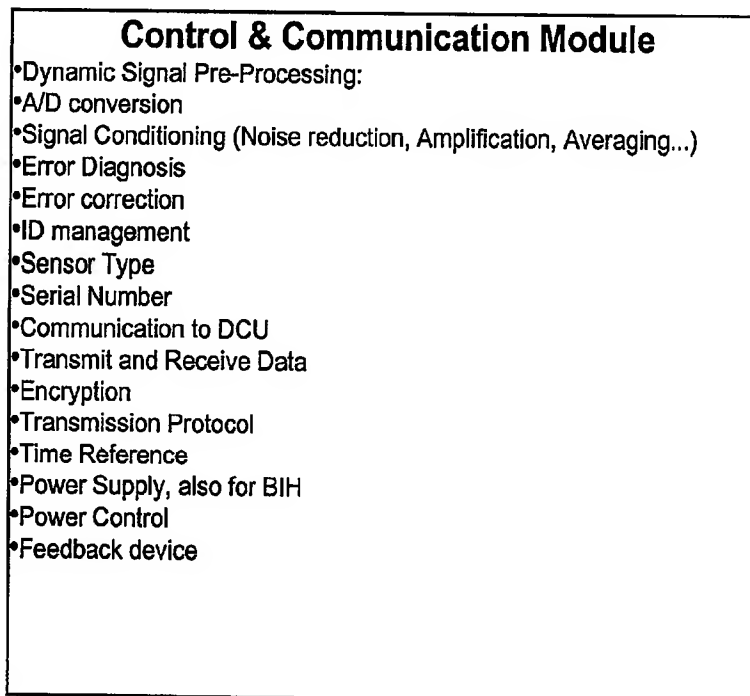 Control & Communication Module
•Dynamic Signal Pre-Processing:
•A/D conversion
•Signal Conditioning (Noise reduction, Amplification, Averaging...)
•Error Diagnosis
•Error correction
•ID management
•Sensor Type
•Serial Number
•Communication to DCU
•Transmit and Receive Data
•Encryption
•Transmission Protocol
•Time Reference
•Power Supply, also for BIH
•Power Control
•Feedback device